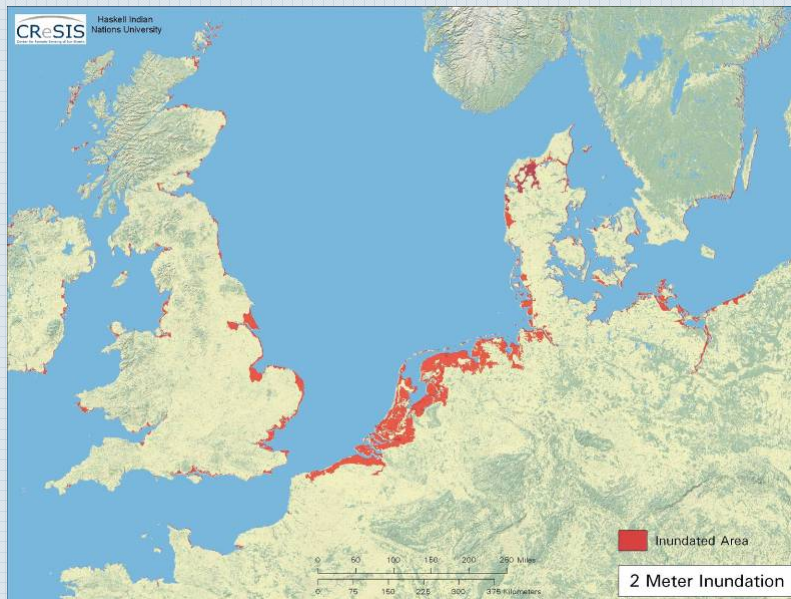 CReSIS
Haskell Indian
Nations University
Inundated Area
0 50 100 150 200 260 Miles
0 75 150 225 300 375 Kilometers
2 Meter Inundation